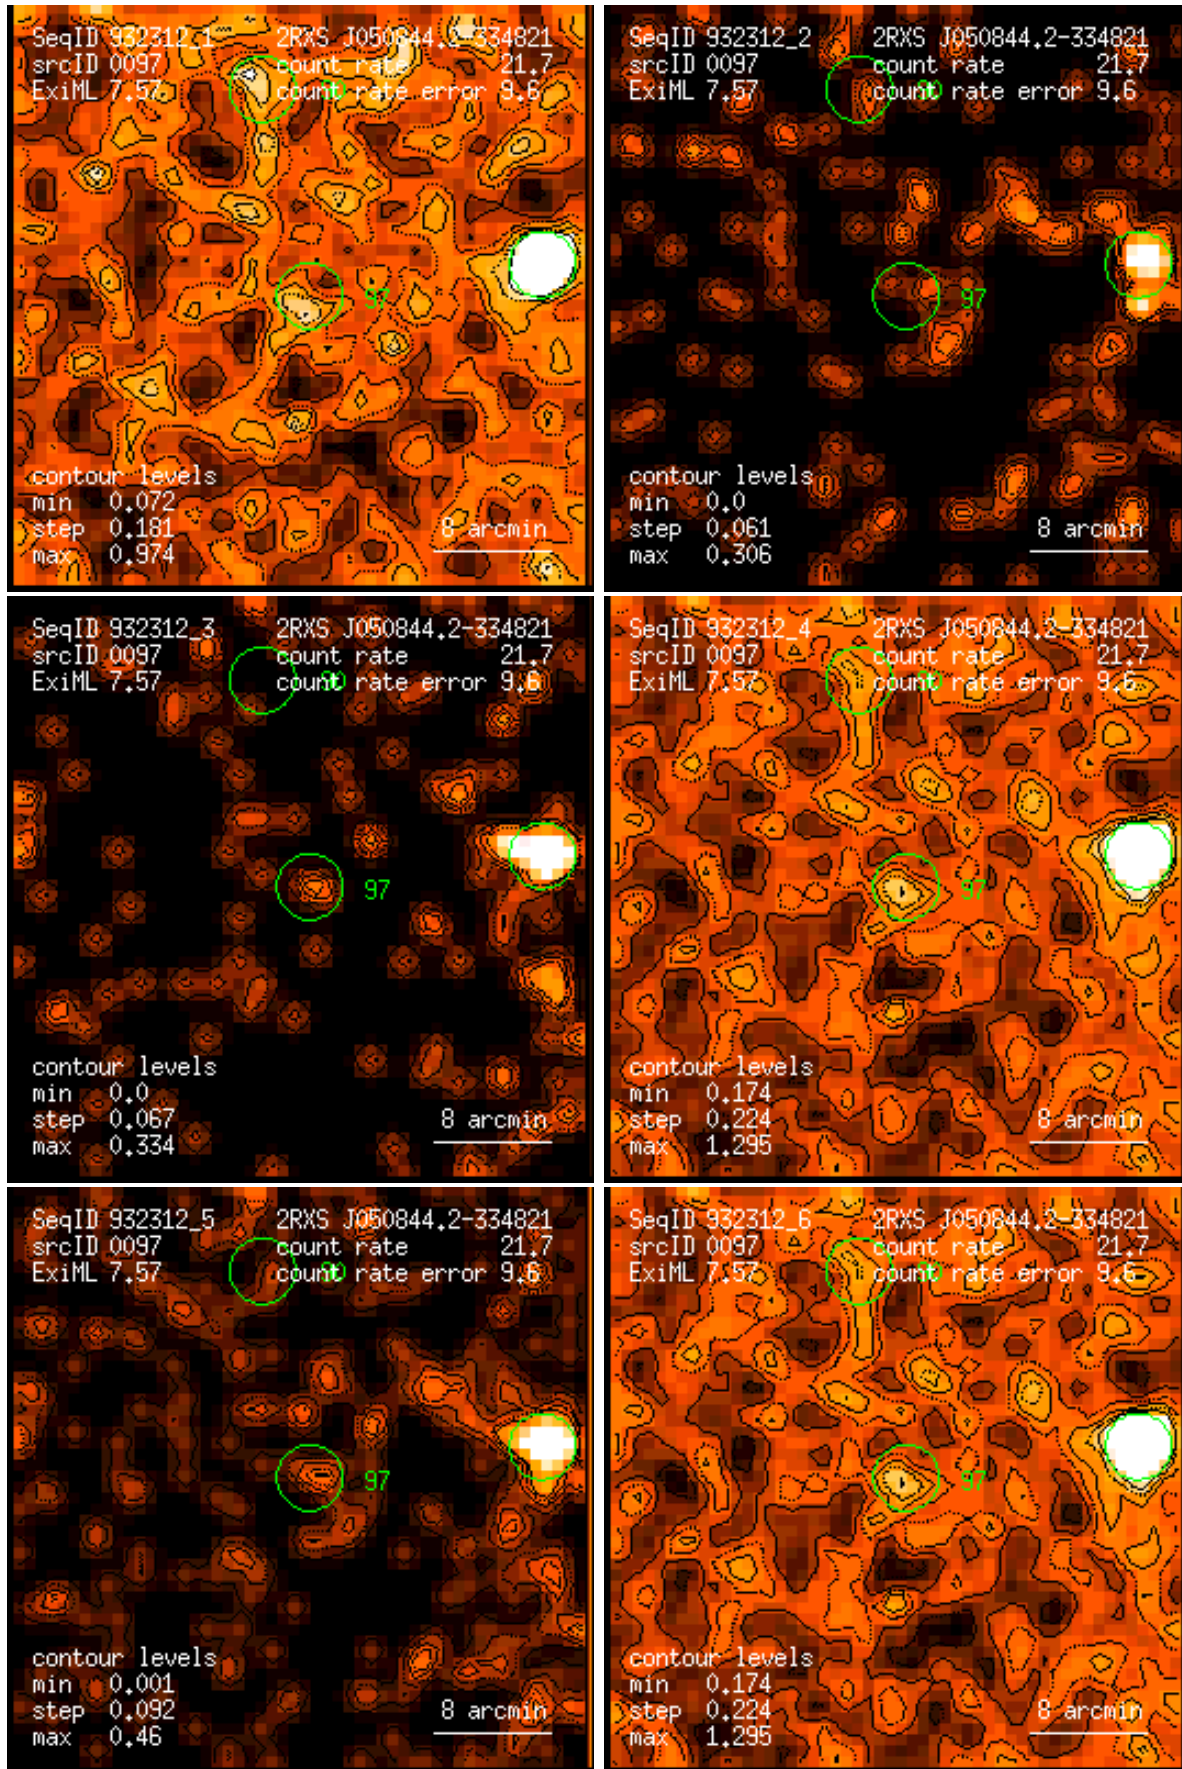 SeqID 932312_1 2RXS J050844.2-334821
srcID 0097 count rate 21.7
ExiML 7.57 count rate error 9.6
97
contour levels
min 0.072
step 0.181 8 arcmin
max 0.974
SeqID 932312_2 2RXS J050844.2-334821
srcID 0097 count rate 21.7
ExiML 7.57 count rate error 9.6
97
contour levels
min 0.0
step 0.061 8 arcmin
max 0.306
SeqID 932312_3 2RXS J050844.2-334821
srcID 0097 count rate 21.7
ExiML 7.57 count rate error 9.6
97
contour levels
min 0.0
step 0.067 8 arcmin
max 0.334
SeqID 932312_4 2RXS J050844.2-334821
srcID 0097 count rate 21.7
ExiML 7.57 count rate error 9.6
97
contour levels
min 0.174
step 0.224 8 arcmin
max 1.295
SeqID 932312_5 2RXS J050844.2-334821
srcID 0097 count rate 21.7
ExiML 7.57 count rate error 9.6
97
contour levels
min 0.001
step 0.092 8 arcmin
max 0.46
SeqID 932312_6 2RXS J050844.2-334821
srcID 0097 count rate 21.7
ExiML 7.57 count rate error 9.6
97
contour levels
min 0.174
step 0.224 8 arcmin
max 1.295